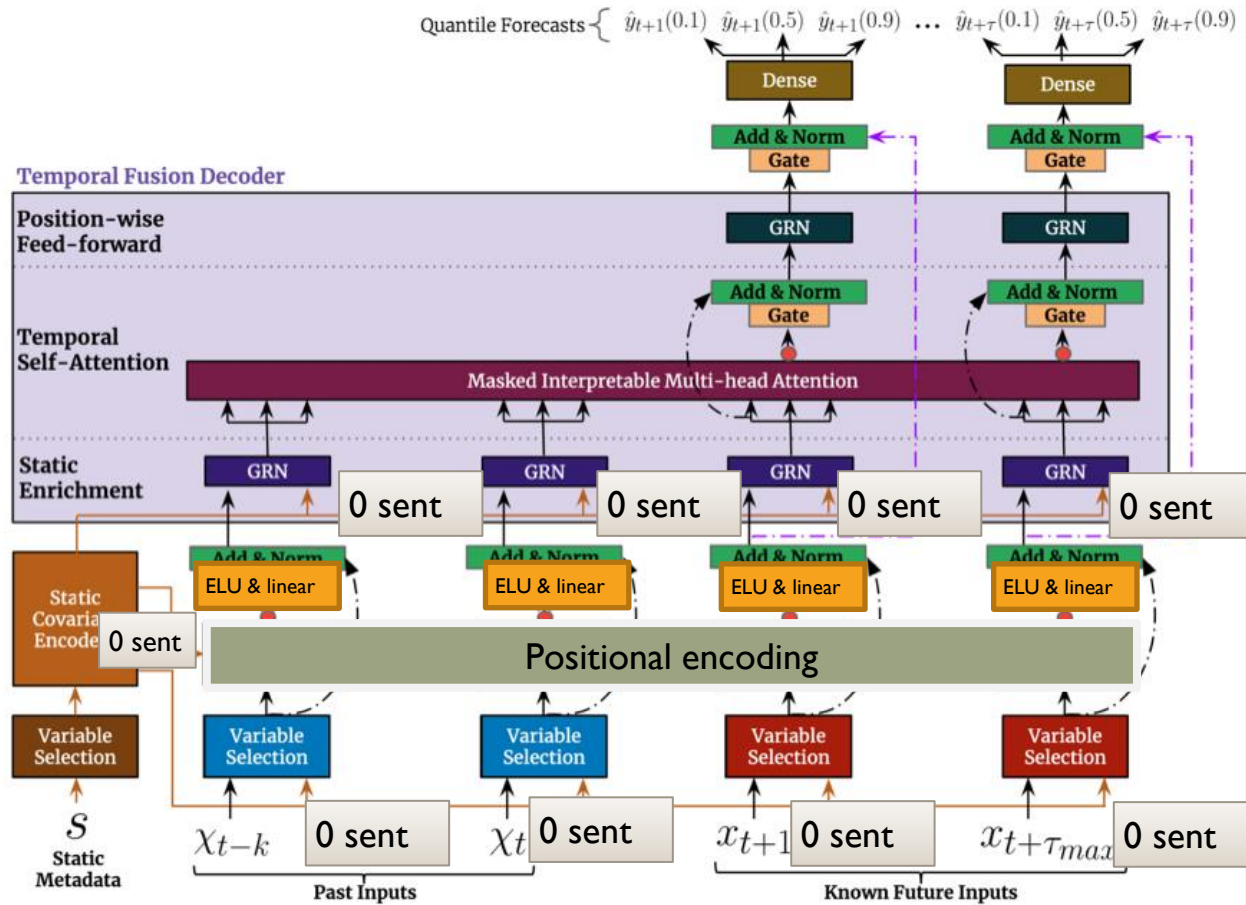 Quantile Forecasts { ŷt+1(0.1) ŷt+1(0.5) ŷt+1(0.9) ... ŷt+τ(0.1) ŷt+τ(0.5) ŷt+τ(0.9)
Dense Dense
Add & Norm Add & Norm
Gate Gate
Temporal Fusion Decoder
Position-wise
Feed-forward
GRN GRN
Add & Norm Add & Norm
Gate Gate
Temporal
Self-Attention
Masked Interpretable Multi-head Attention
Static
Enrichment
GRN GRN GRN GRN
0 sent 0 sent 0 sent 0 sent
Add & Norm Add & Norm Add & Norm Add & Norm
ELU & linear ELU & linear ELU & linear ELU & linear
Static
0 sent
Positional encoding
Variable
Selection
Variable
Selection
Variable
Selection
Variable
Selection
Variable
Selection
s
Static
Metadata
χt−k 0 sent χt 0 sent xt+1 0 sent xt+τmax 0 sent
Past Inputs Known Future Inputs